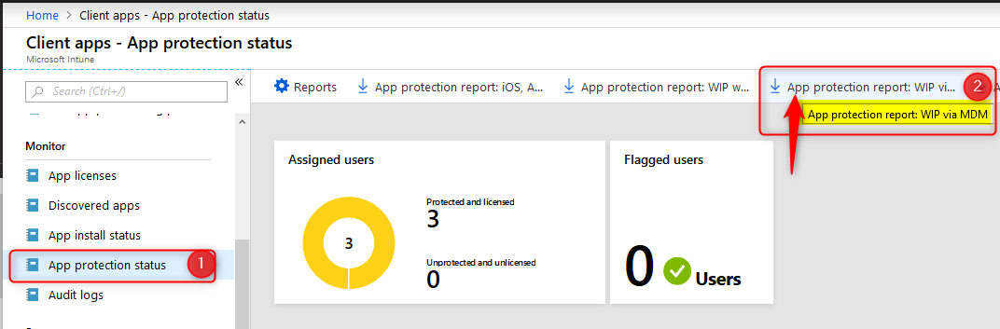 Home > Client apps - App protection status
Client apps - App protection status
Microsoft Intune
Search (Ctrl+/)
«
Reports
App protection report: iOS, A...
App protection report: WIP w...
App protection report: WIP vi...
2
App protection report: WIP via MDM
Monitor
App licenses
Discovered apps
App install status
App protection status
1
Audit logs
Assigned users
3
Protected and licensed
3
Unprotected and unlicensed
0
Flagged users
0 Users